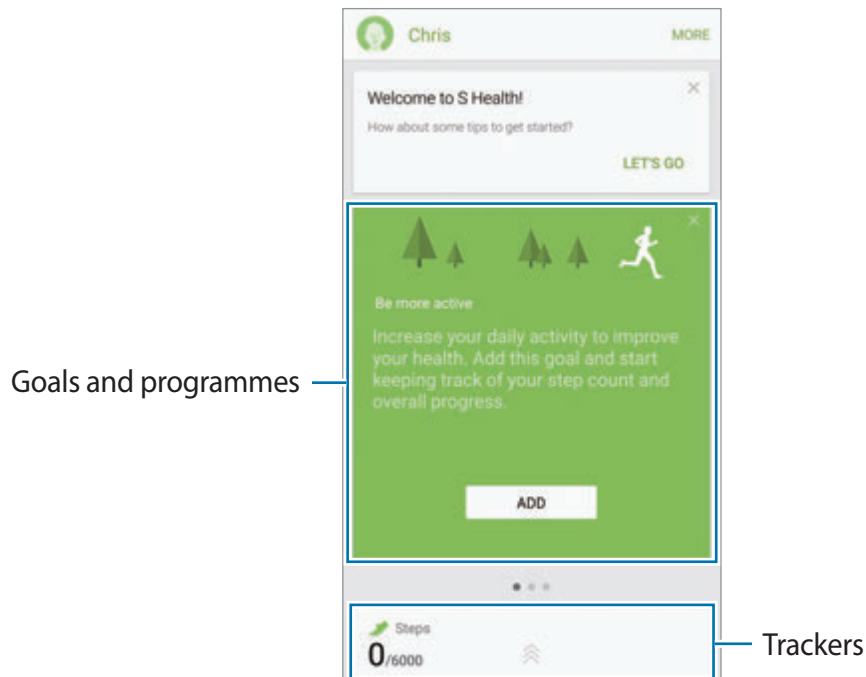 Chris
MORE
Welcome to S Health!
How about some tips to get started?
LET'S GO
Be more active
Increase your daily activity to improve
your health. Add this goal and start
keeping track of your step count and
overall progress.
Goals and programmes
ADD
Steps
0/6000
Trackers